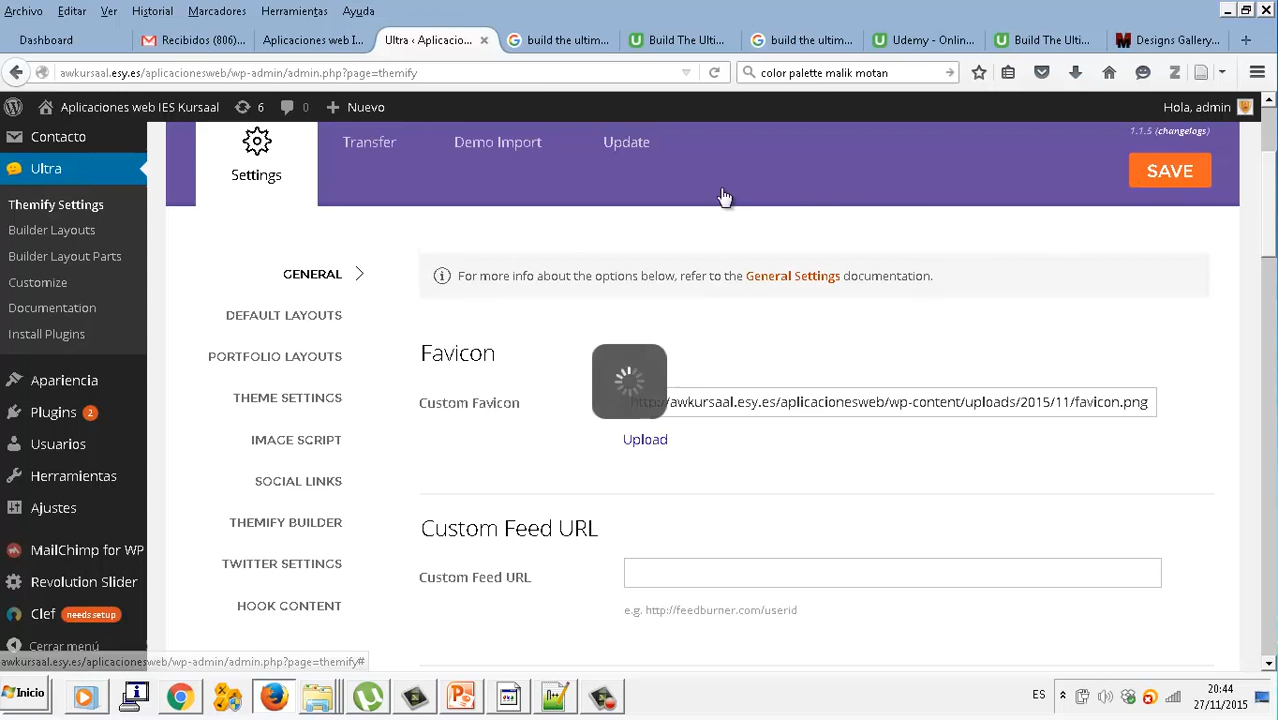 Archivo Editar Ver Historial Marcadores Herramientas Ayuda
Dashboard Recibidos (806)... Aplicaciones web I... Ultra ‹ Aplicacio... build the ultim... Build The Ulti... build the ultim... Udemy - Onlin... Build The Ulti... Designs Gallery...
awkursaal.esy.es/aplicacionesweb/wp-admin/admin.php?page=themify color palette malik motan
Aplicaciones web IES Kursaal 6 0 Nuevo Hola, admin
Contacto
Ultra
Themify Settings
Builder Layouts
Builder Layout Parts
Customize
Documentation
Install Plugins
Apariencia
Plugins 2
Usuarios
Herramientas
Ajustes
MailChimp for WP
Revolution Slider
Clef needs setup
Cerrar menú
awkursaal.esy.es/aplicacionesweb/wp-admin/admin.php?page=themify#
Settings Transfer Demo Import Update
1.1.5 (changelogs)
SAVE
GENERAL
DEFAULT LAYOUTS
PORTFOLIO LAYOUTS
THEME SETTINGS
IMAGE SCRIPT
SOCIAL LINKS
THEMIFY BUILDER
TWITTER SETTINGS
HOOK CONTENT
For more info about the options below, refer to the General Settings documentation.
Favicon
Custom Favicon http://awkursaal.esy.es/aplicacionesweb/wp-content/uploads/2015/11/favicon.png
Upload
Custom Feed URL
Custom Feed URL
e.g. http://feedburner.com/userid
Inicio ES 20:44
27/11/2015